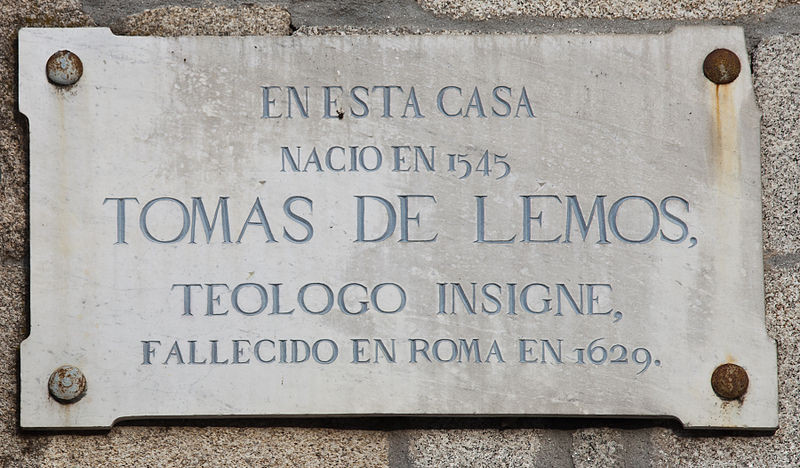 EN ESTA CASA
NACIO EN 1545
TOMAS DE LEMOS,
TEOLOGO INSIGNE,
FALLECIDO EN ROMA EN 1629.